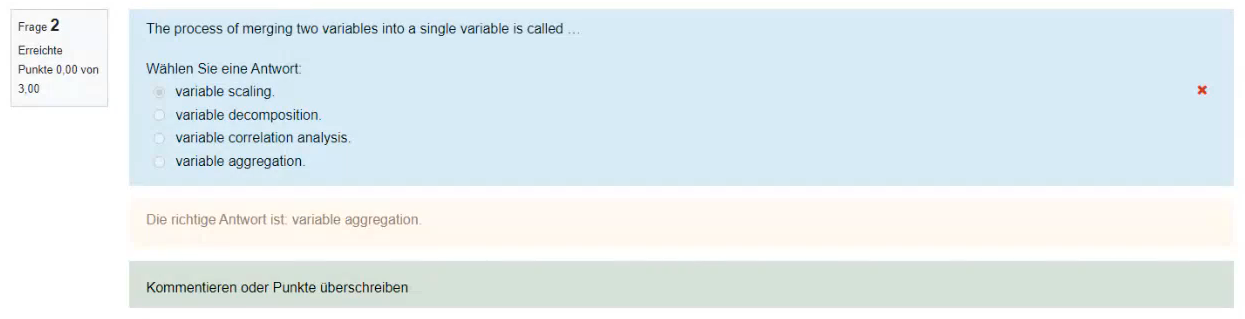 Frage 2
Erreichte
Punkte 0,00 von
3,00
The process of merging two variables into a single variable is called ...
Wählen Sie eine Antwort:
variable scaling.
variable decomposition.
variable correlation analysis.
variable aggregation.
Die richtige Antwort ist: variable aggregation.
Kommentieren oder Punkte überschreiben